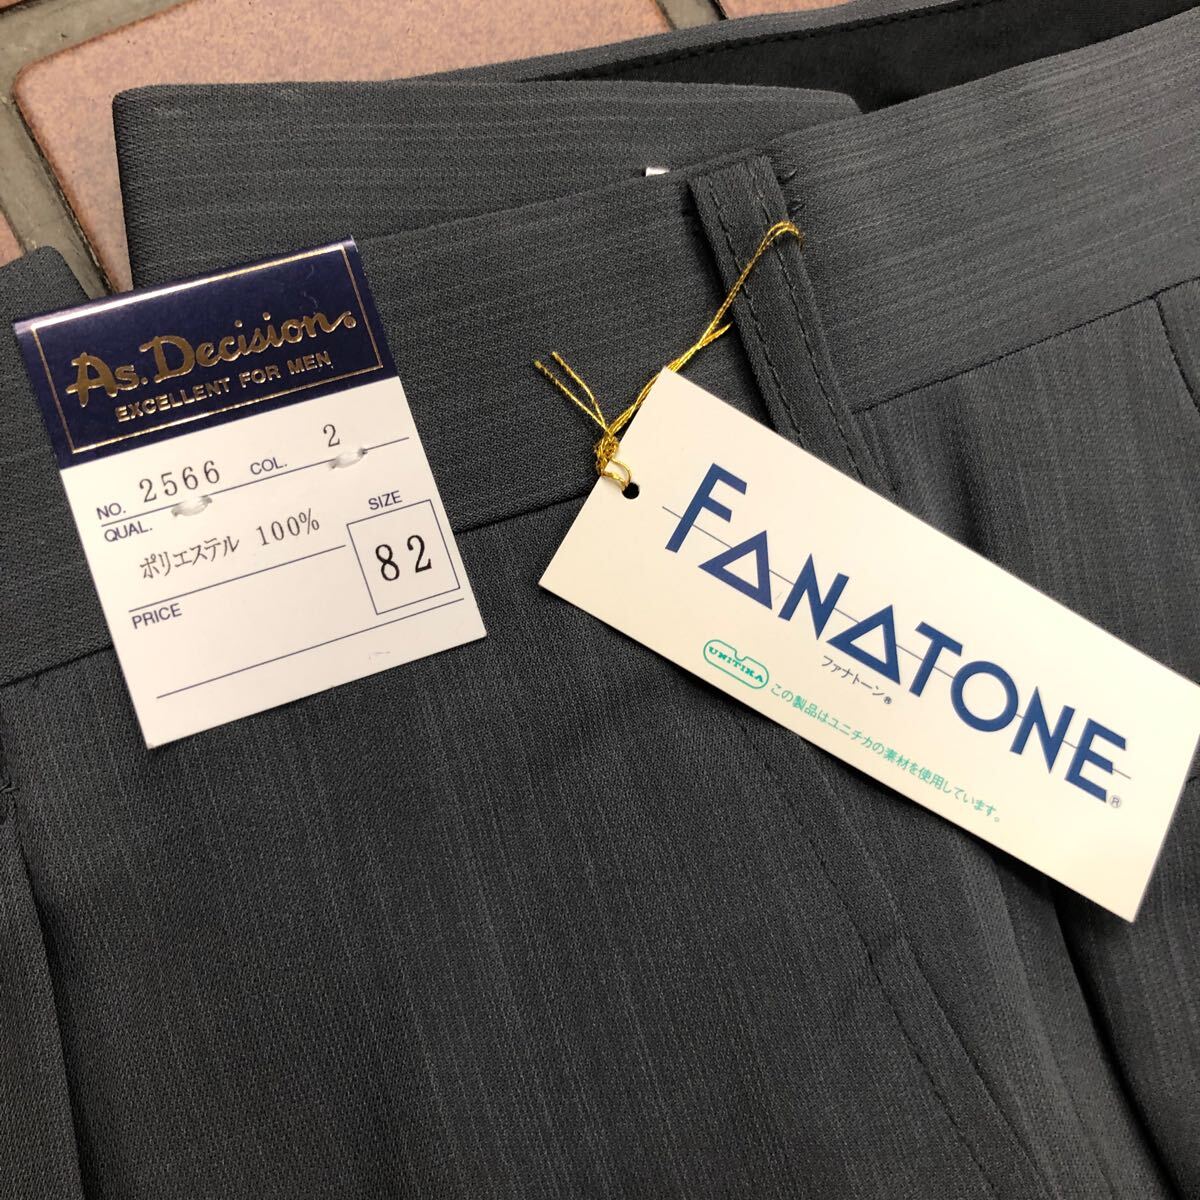 As.Decision®
EXCELLENT FOR MEN
NO. 2566 COL. 2
QUAL.
ポリエステル 100%
SIZE
82
PRICE
FANATONE®
ファナトーン®
UNITIKA
この製品はユニチカの素材を使用しています。